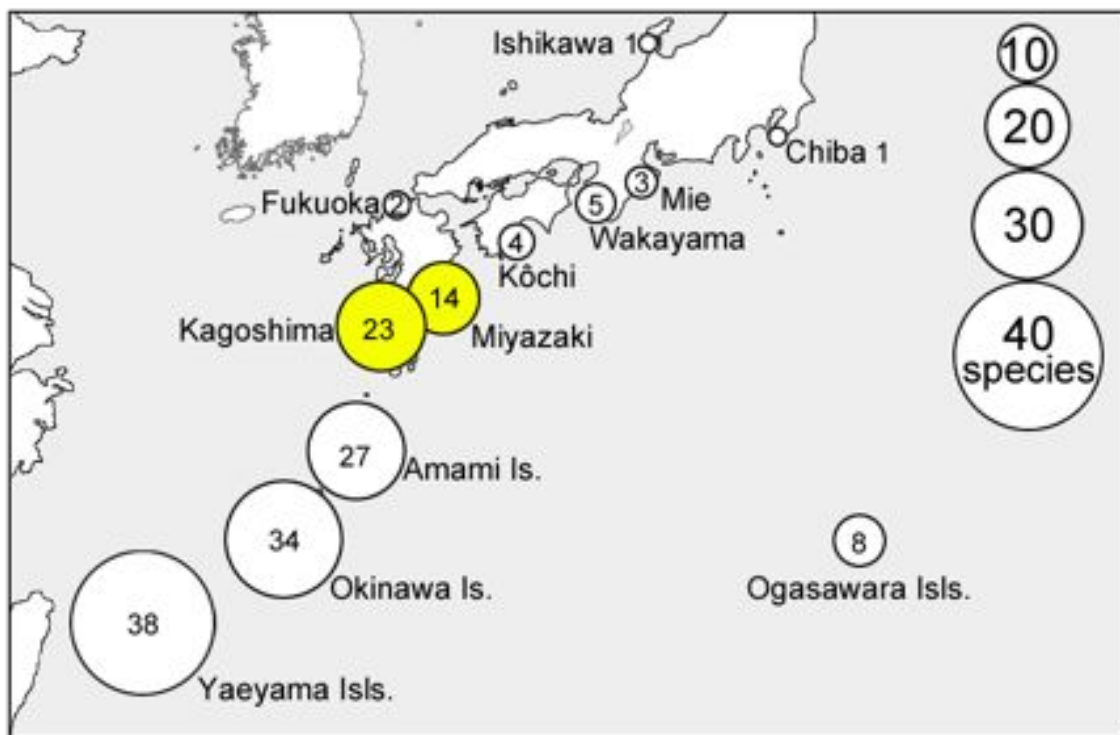 Ishikawa 1
10
20
Chiba 1
3
Mie
Fukuoka 2
5
Wakayama
30
4
Kôchi
14
Miyazaki
Kagoshima 23
40
species
27
Amami Is.
34
Okinawa Is.
8
Ogasawara Isls.
38
Yaeyama Isls.